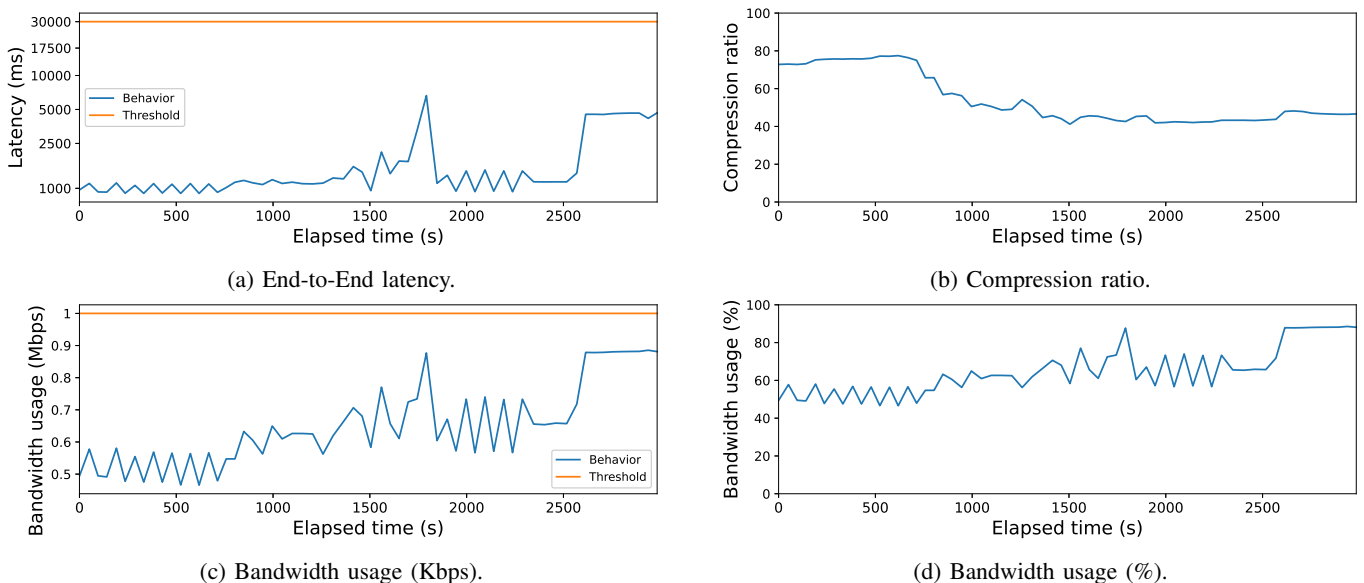 30000
17500
10000
5000
2500
1000
Latency (ms)
Behavior
Threshold
0 500 1000 1500 2000 2500
Elapsed time (s)
(a) End-to-End latency.
100
80
60
40
20
0
Compression ratio
0 500 1000 1500 2000 2500
Elapsed time (s)
(b) Compression ratio.
1
0.9
0.8
0.7
0.6
0.5
Bandwidth usage (Mbps)
Behavior
Threshold
0 500 1000 1500 2000 2500
Elapsed time (s)
(c) Bandwidth usage (Kbps).
100
80
60
40
20
0
Bandwidth usage (%)
0 500 1000 1500 2000 2500
Elapsed time (s)
(d) Bandwidth usage (%).